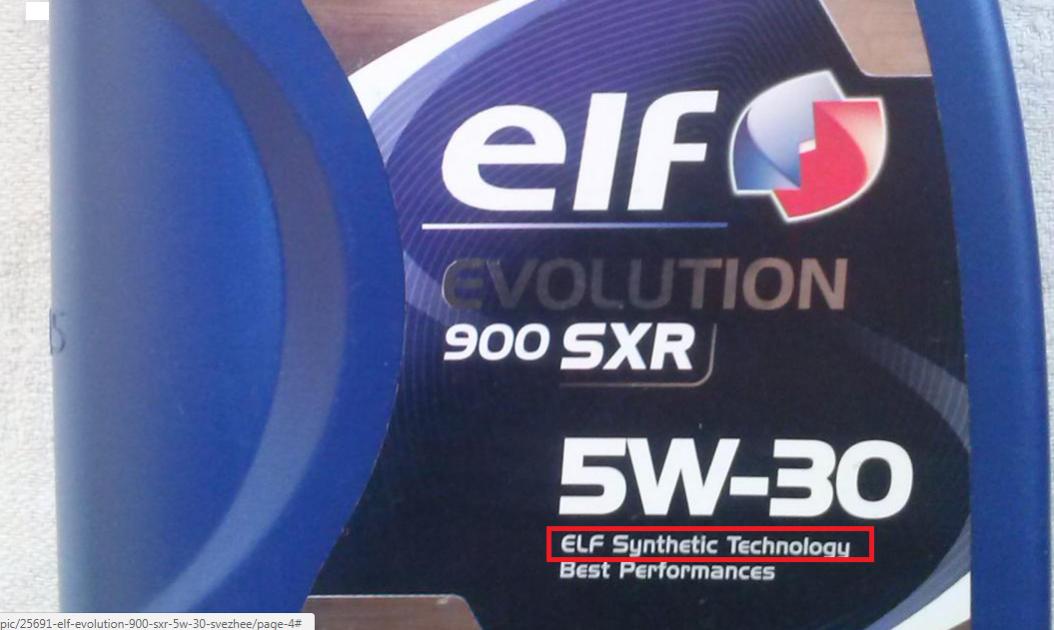 elf
EVOLUTION
900 SXR
5W-30
ELF Synthetic Technology
Best Performances
pic/25691-elf-evolution-900-sxr-5w-30-svezhee/page-4#